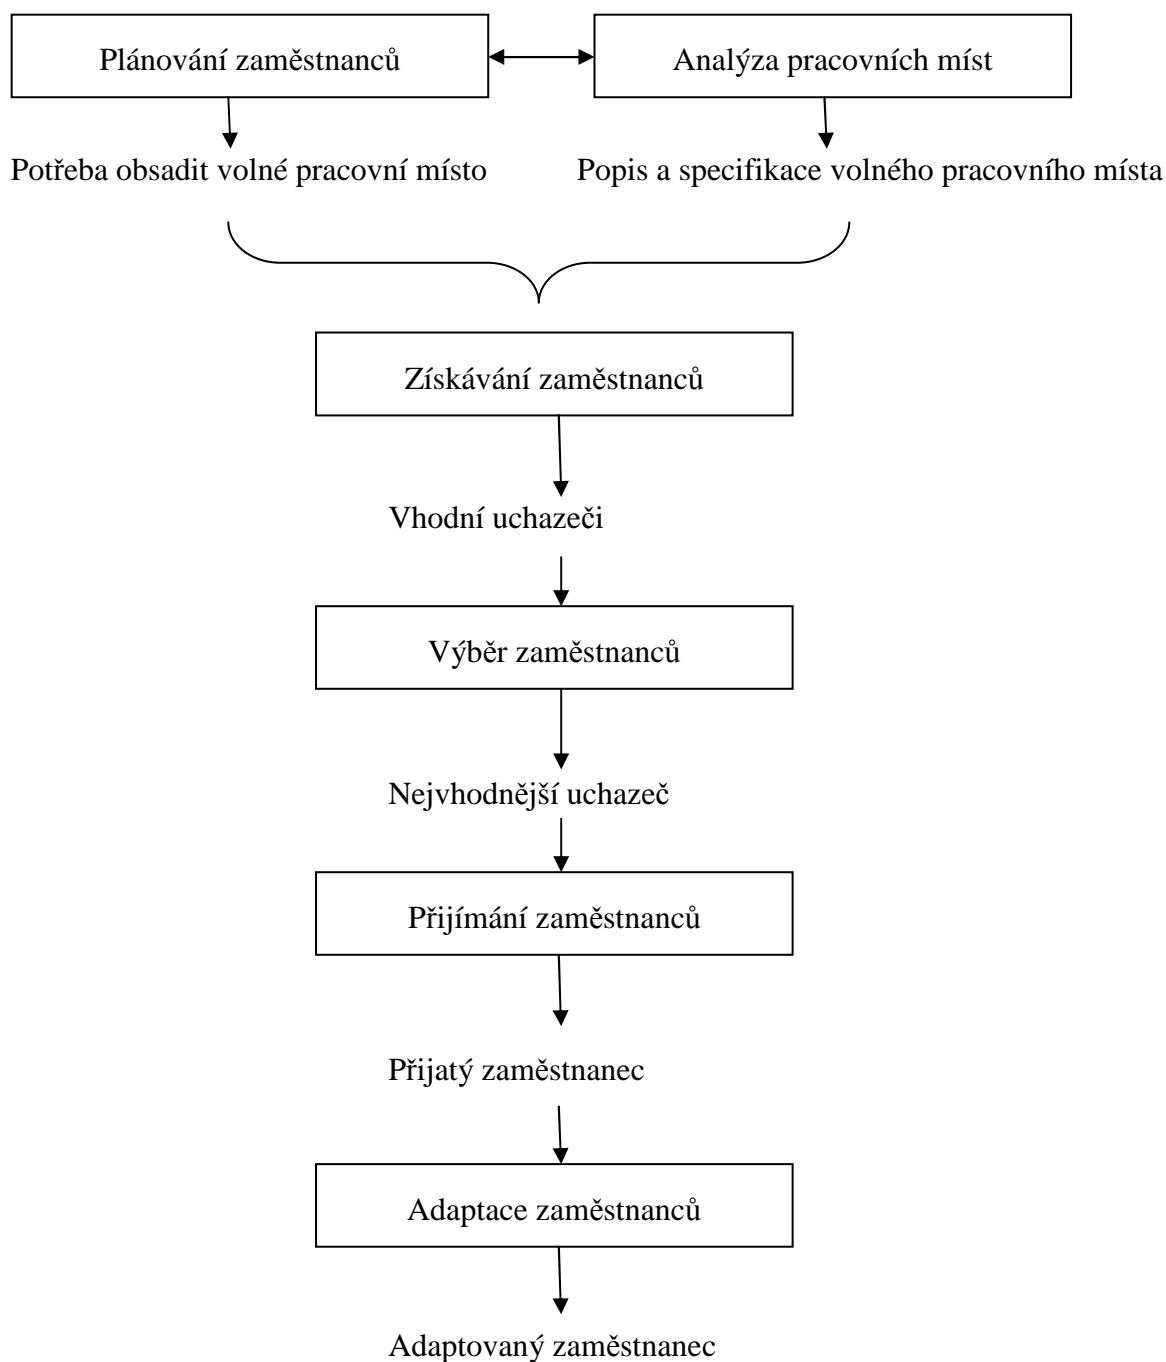 Plánování zaměstnanců
Analýza pracovních míst
Potřeba obsadit volné pracovní místo
Popis a specifikace volného pracovního místa
Získávání zaměstnanců
Vhodní uchazeči
Výběr zaměstnanců
Nejvhodnější uchazeč
Přijímání zaměstnanců
Přijatý zaměstnanec
Adaptace zaměstnanců
Adaptovaný zaměstnanec